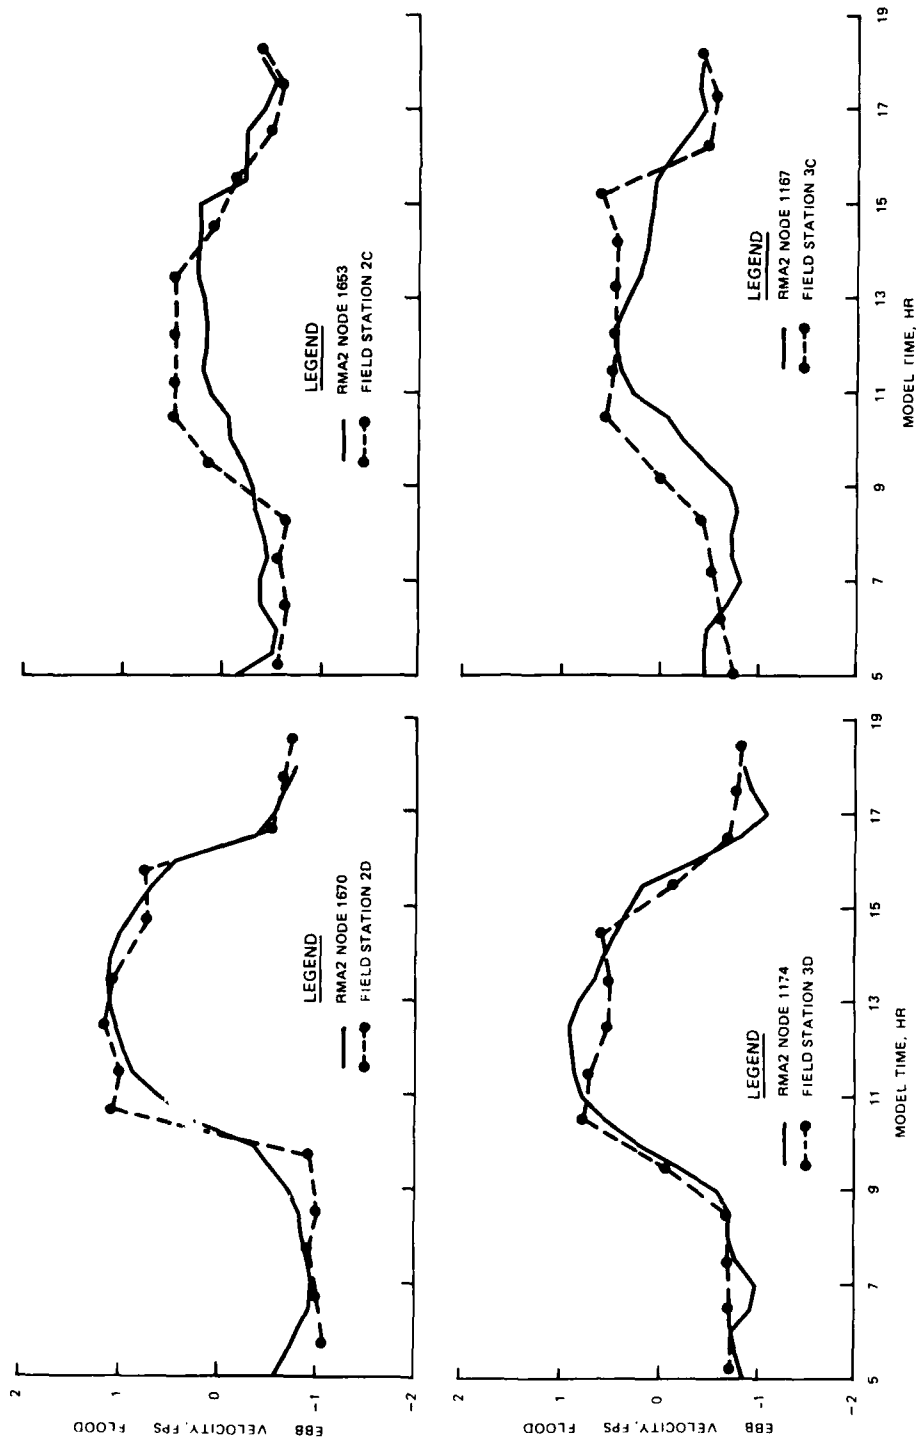 2
1
0
-1
-2
EBB VELOCITY, FPS FLOOD
LEGEND
RMA2 NODE 1670
FIELD STATION 2D
LEGEND
RMA2 NODE 1653
FIELD STATION 2C
2
1
0
-1
-2
EBB VELOCITY, FPS FLOOD
LEGEND
RMA2 NODE 1174
FIELD STATION 3D
5 7 9 11 13 15 17 19
MODEL TIME, HR
LEGEND
RMA2 NODE 1167
FIELD STATION 3C
5 7 9 11 13 15 17 19
MODEL TIME, HR